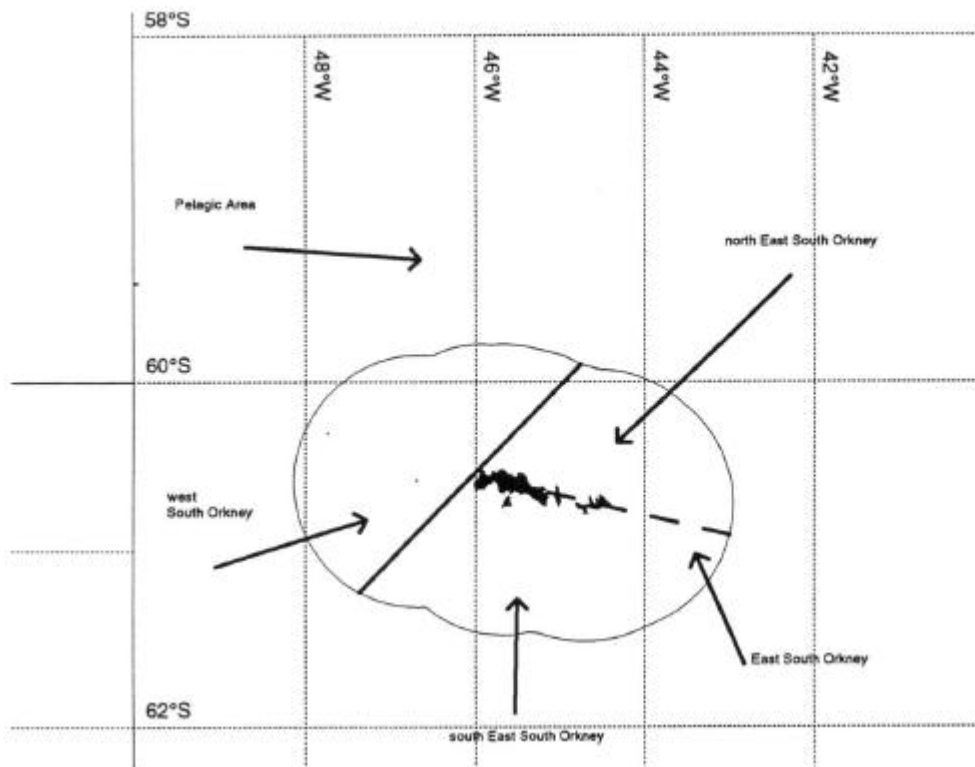 58°S
48°W
46°W
44°W
42°W
Pelagic Area
north East South Orkney
60°S
west
South Orkney
East South Orkney
62°S
south East South Orkney